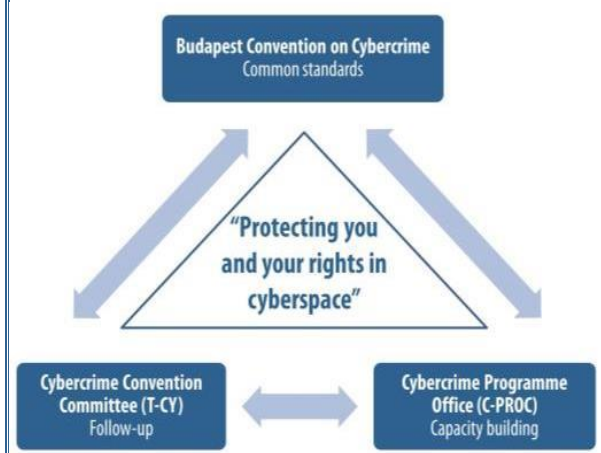 Budapest Convention on Cybercrime
Common standards
“Protecting you
and your rights in
cyberspace”
Cybercrime Convention
Committee (T-CY)
Follow-up
Cybercrime Programme
Office (C-PROC)
Capacity building